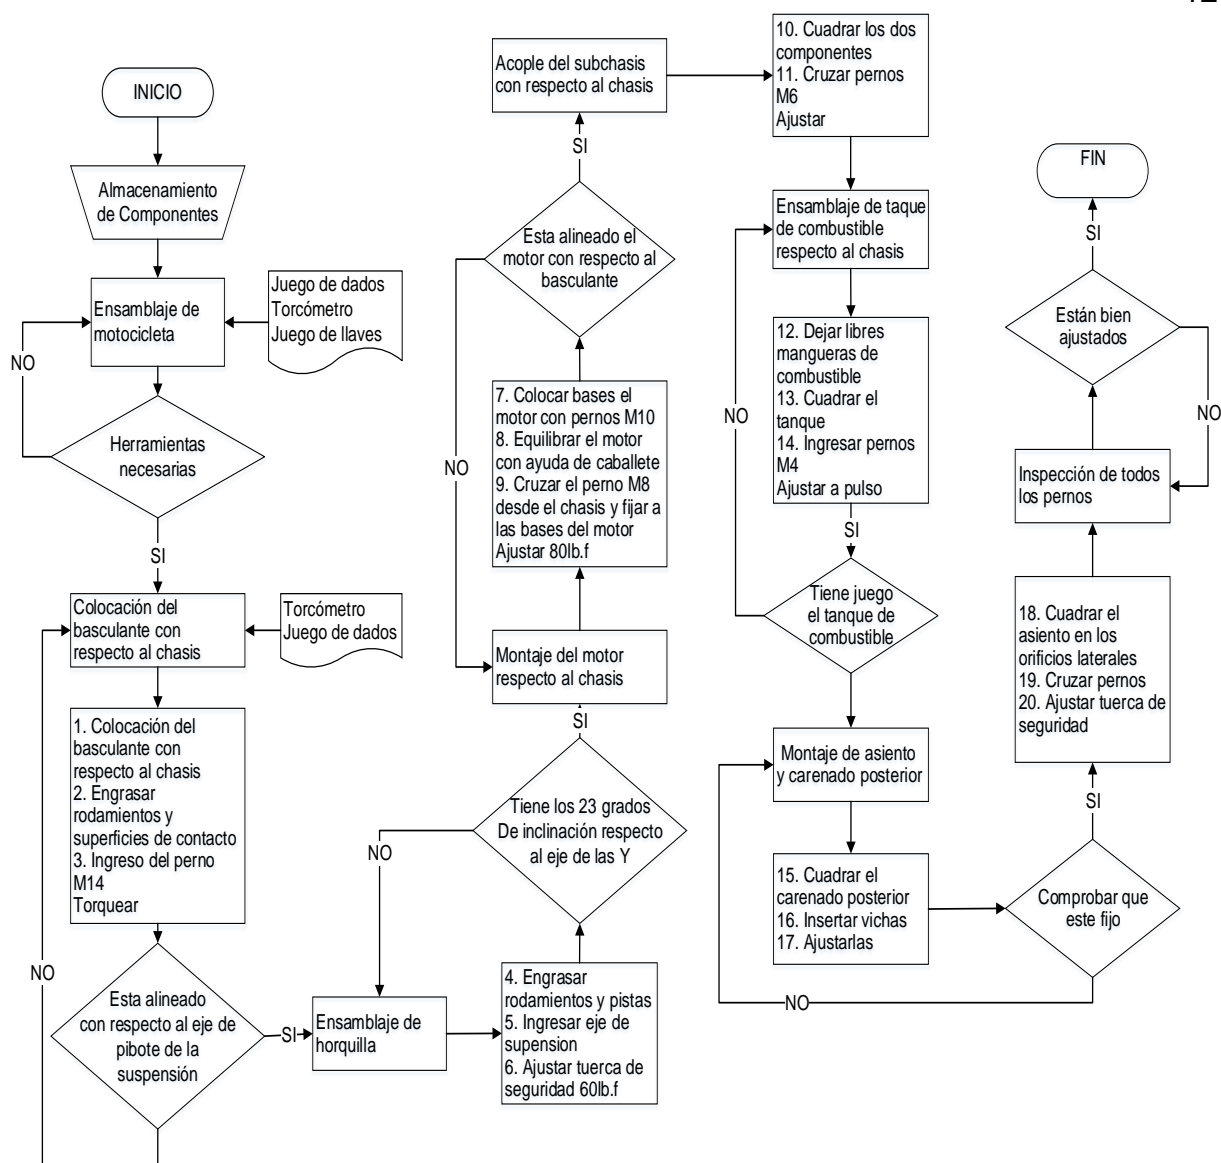 INICIO
Almacenamiento
de Componentes
Ensamblaje de
motocicleta
Juego de dados
Torcómetro
Juego de llaves
NO
Herramientas
necesarias
SI
Colocación del
basculante con
respecto al chasis
Torcómetro
Juego de dados
1. Colocación del
basculante con
respecto al chasis
2. Engrasar
rodamientos y
superficies de contacto
3. Ingreso del perno
M14
Torquear
NO
Esta alineado
con respecto al eje de
pibote de la
suspensión
SI
Ensamblaje de
horquilla
4. Engrasar
rodamientos y pistas
5. Ingresar eje de
supension
6. Ajustar tuerca de
seguridad 60lb.f
NO
Tiene los 23 grados
De inclinación respecto
al eje de las Y
SI
Montaje del motor
respecto al chasis
7. Colocar bases el
motor con pernos M10
8. Equilibrar el motor
con ayuda de caballete
9. Cruzar el perno M8
desde el chasis y fijar a
las bases del motor
Ajustar 80lb.f
NO
Esta alineado el
motor con respecto al
basculante
SI
Acople del subchasis
con respecto al chasis
10. Cuadrar los dos
componentes
11. Cruzar pernos
M6
Ajustar
Ensamblaje de taque
de combustible
respecto al chasis
12. Dejar libres
mangueras de
combustible
13. Cuadrar el
tanque
14. Ingresar pernos
M4
Ajustar a pulso
NO
SI
Tiene juego
el tanque de
combustible
Montaje de asiento
y carenado posterior
15. Cuadrar el
carenado posterior
16. Insertar vichas
17. Ajustarlas
NO
Comprobar que
este fijo
SI
18. Cuadrar el
asiento en los
orificios laterales
19. Cruzar pernos
20. Ajustar tuerca de
seguridad
Inspección de todos
los pernos
NO
Están bien
ajustados
SI
FIN